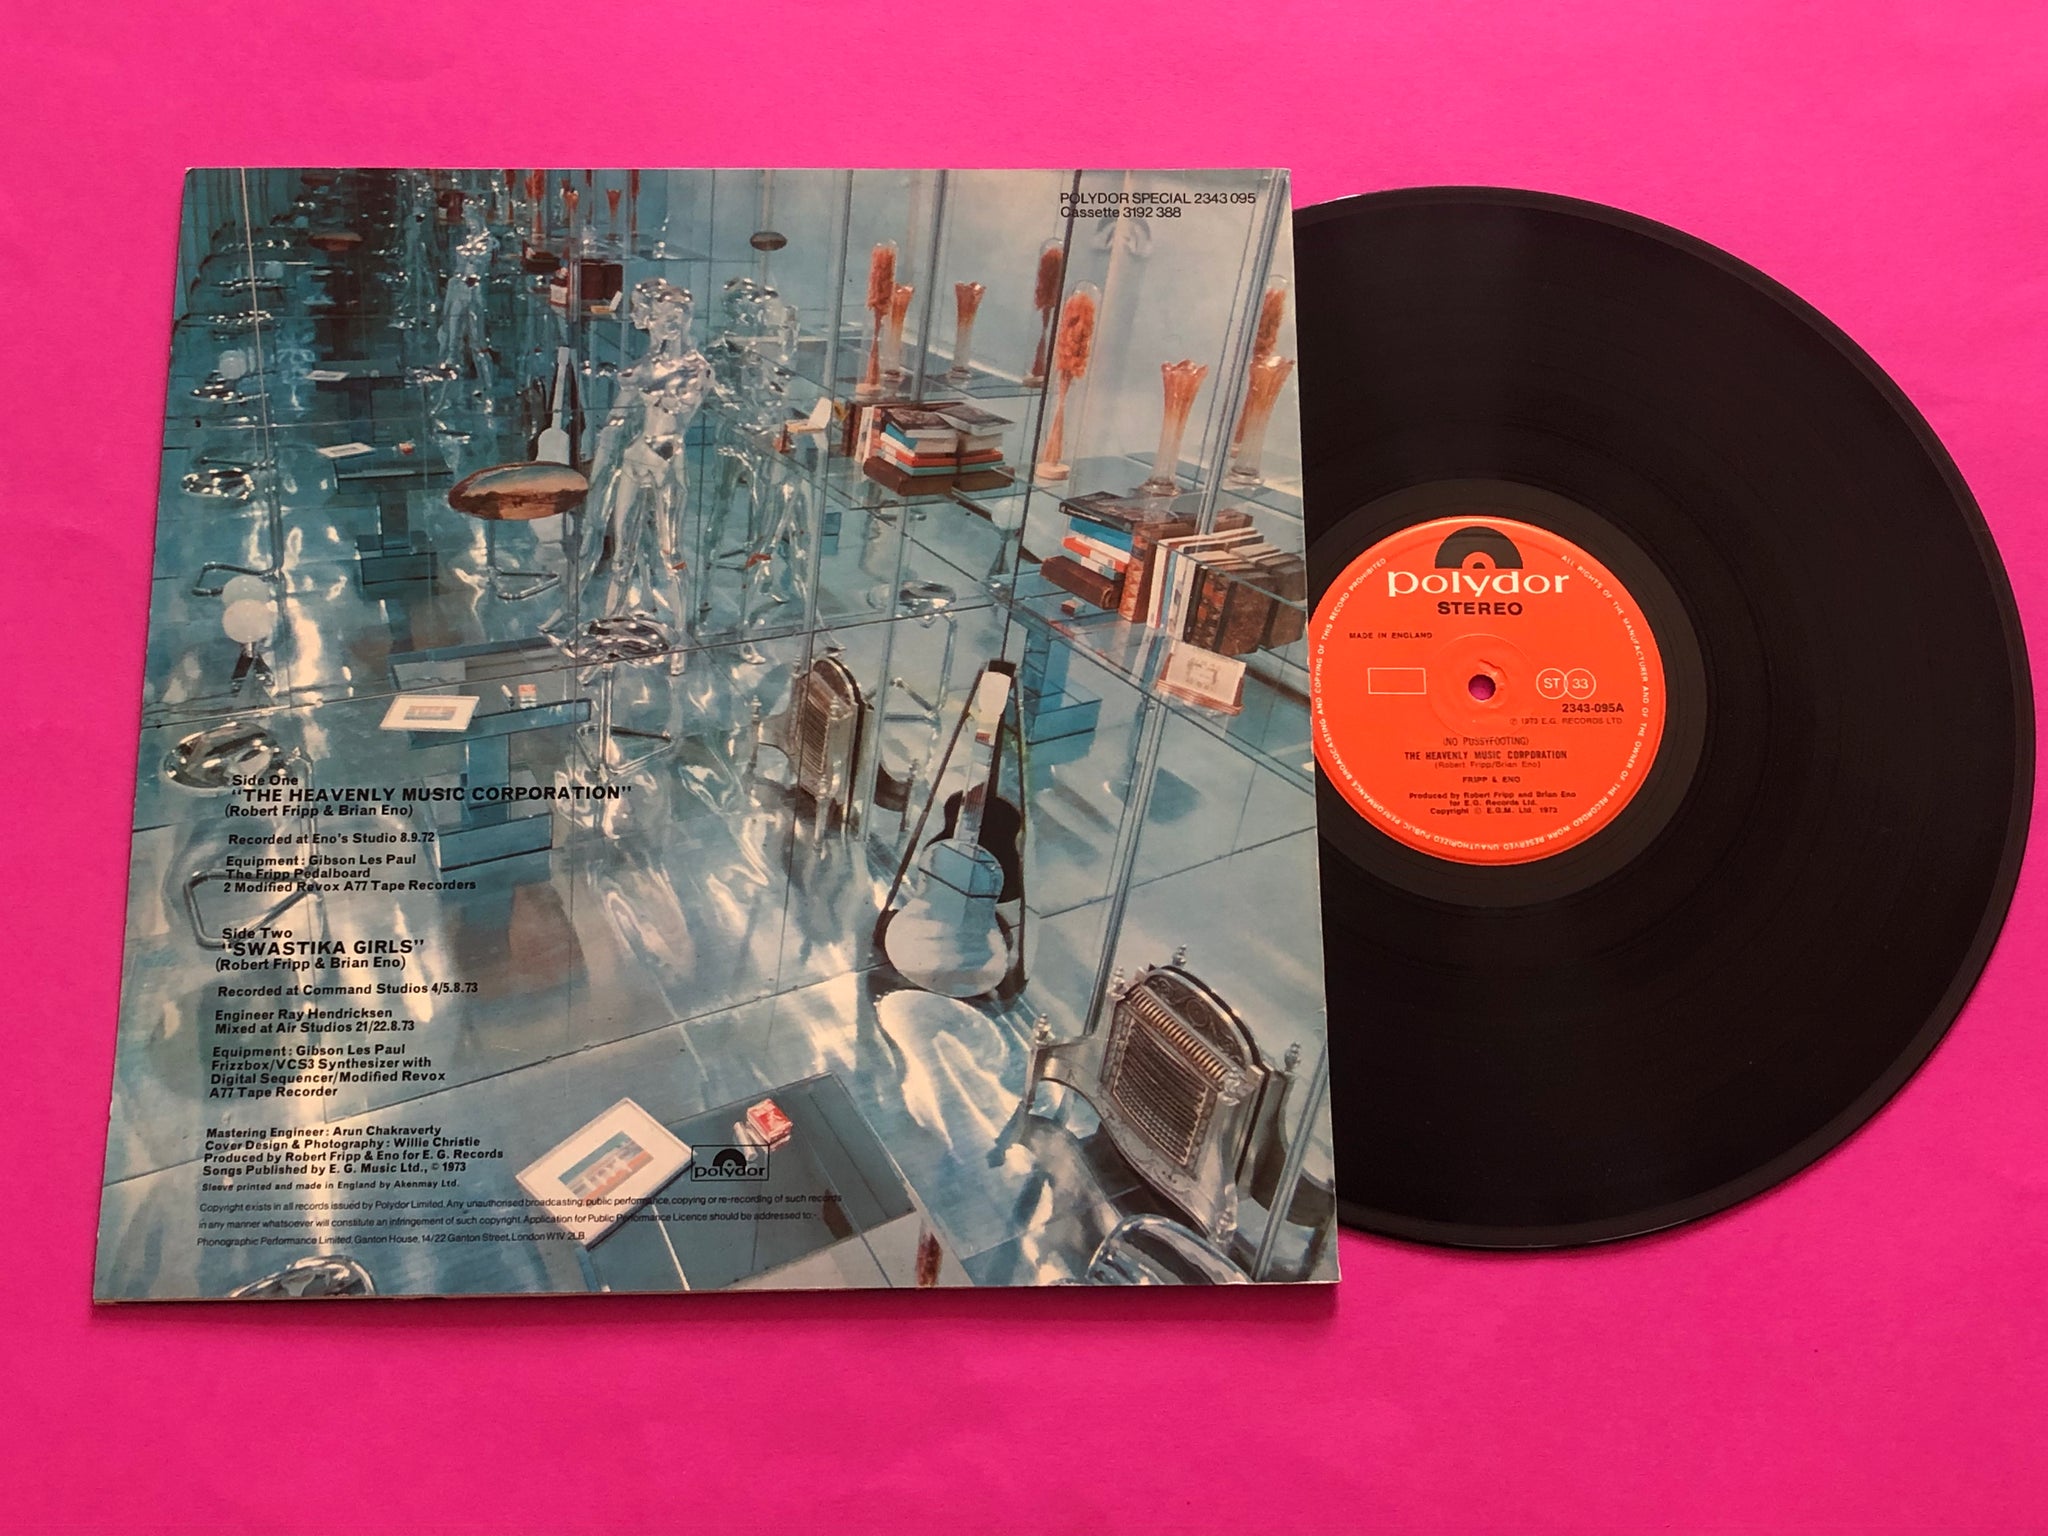 POLYDOR SPECIAL 2343 095
Cassette 3192 388
Side One
"THE HEAVENLY MUSIC CORPORATION"
(Robert Fripp & Brian Eno)
Recorded at Eno's Studio 8.9.72
Equipment: Gibson Les Paul
The Fripp Pedalboard
2 Modified Revox A77 Tape Recorders
Side Two
"SWASTIKA GIRLS"
(Robert Fripp & Brian Eno)
Recorded at Command Studios 4/5.8.73
Engineer Ray Hendricksen
Mixed at Air Studios 21/22.8.73
Equipment: Gibson Les Paul
Frizzbox/VCS3 Synthesizer with
Digital Sequencer/Modified Revox
A77 Tape Recorder
Mastering Engineer: Arun Chakraverty
Cover Design & Photography: Willie Christie
Produced by Robert Fripp & Eno for E. G. Records
Songs Published by E. G. Music Ltd., © 1973
Sleeve printed and made in England by Akenmay Ltd.
Copyright exists in all records issued by Polydor Limited. Any unauthorised broadcasting, public performance, copying or re-recording of such records
in any manner whatsoever will constitute an infringement of such copyright. Application for Public Performance Licence should be addressed to:-
Phonographic Performance Limited, Ganton House, 14/22 Ganton Street, London W1V 2LB.
polydor
polydor
STEREO
MADE IN ENGLAND
ST 33
2343-095A
℗ 1973 E.G. RECORDS LTD
(NO PUSSYFOOTING)
THE HEAVENLY MUSIC CORPORATION
(Robert Fripp/Brian Eno)
FRIPP & ENO
Produced by Robert Fripp and Brian Eno
for E.G. Records Ltd.
Copyright © E.G.M. Ltd. 1973
ALL RIGHTS OF THE MANUFACTURER AND OF THE OWNER OF THE RECORDED WORK RESERVED UNAUTHORIZED PUBLIC PERFORMANCE BROADCASTING AND COPYING OF THIS RECORD PROHIBITED